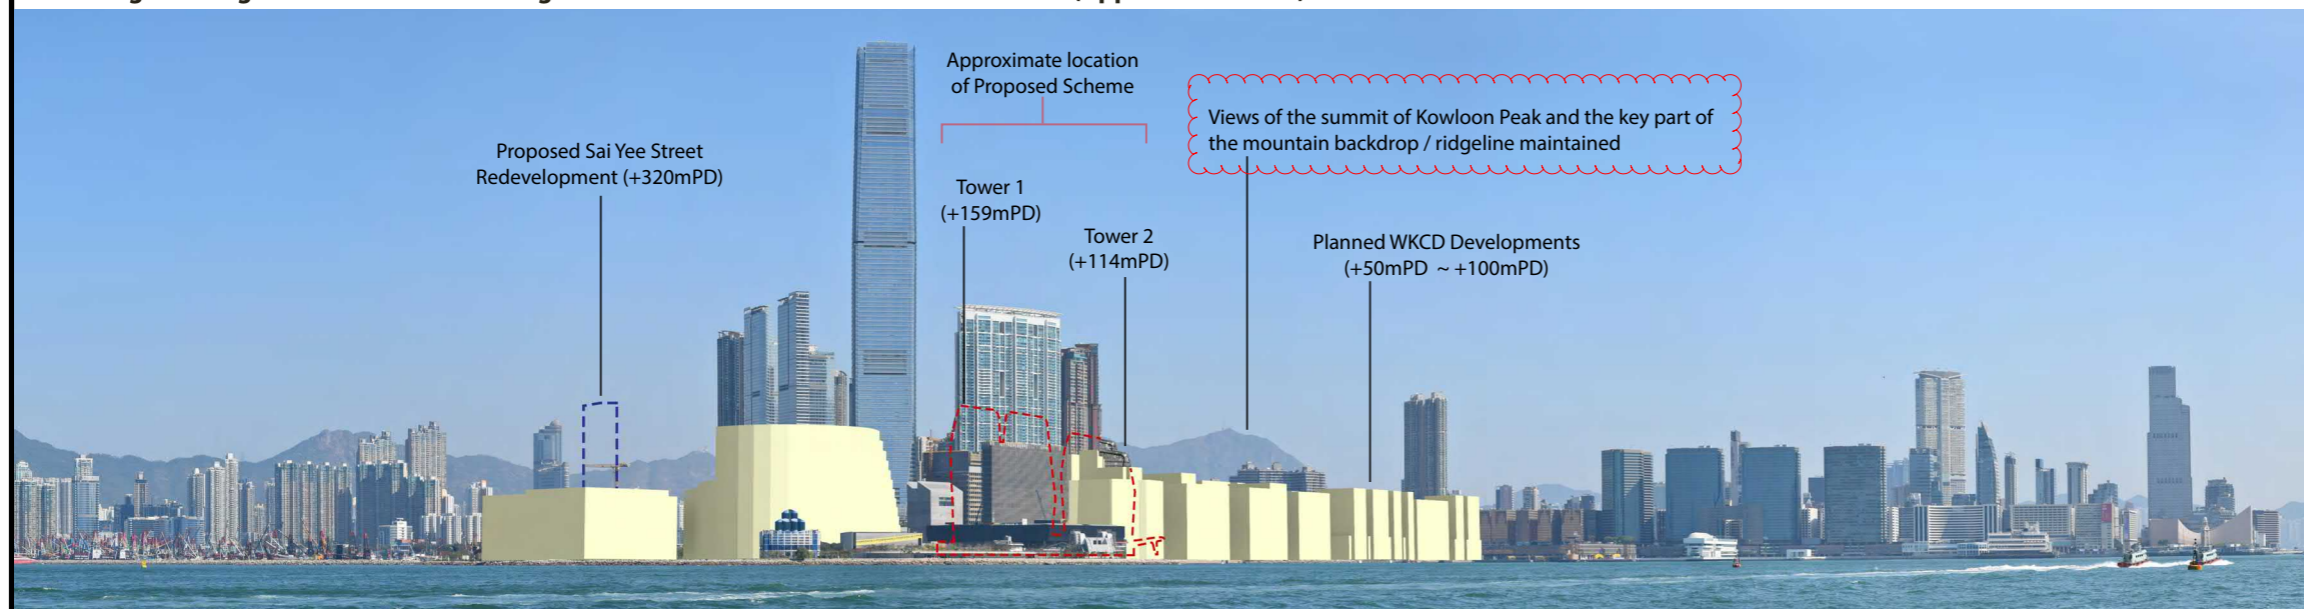 Approximate location
of Proposed Scheme
Views of the summit of Kowloon Peak and the key part of
the mountain backdrop / ridgeline maintained
Proposed Sai Yee Street
Redevelopment (+320mPD)
Tower 1
(+159mPD)
Tower 2
(+114mPD)
Planned WKCD Developments
(+50mPD ~ +100mPD)